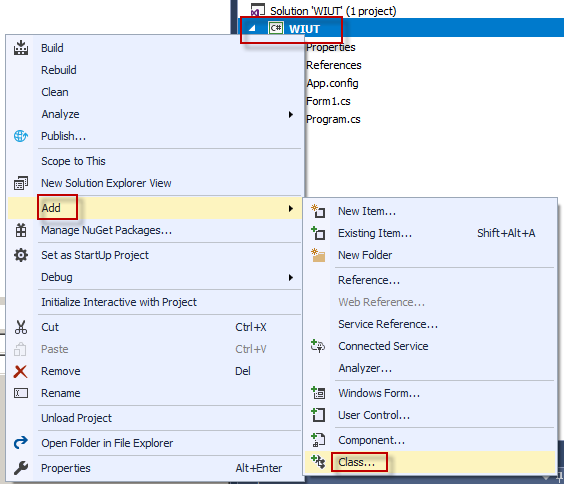 Solution 'WIUT' (1 project)
C# WIUT
Properties
References
App.config
Form1.cs
Program.cs
Build
Rebuild
Clean
Analyze
Publish...
Scope to This
New Solution Explorer View
Add
Manage NuGet Packages...
Set as StartUp Project
Debug
Initialize Interactive with Project
Cut Ctrl+X
Paste Ctrl+V
Remove Del
Rename
Unload Project
Open Folder in File Explorer
Properties Alt+Enter
New Item...
Existing Item... Shift+Alt+A
New Folder
Reference...
Web Reference...
Service Reference...
Connected Service
Analyzer...
Windows Form...
User Control...
Component...
Class...